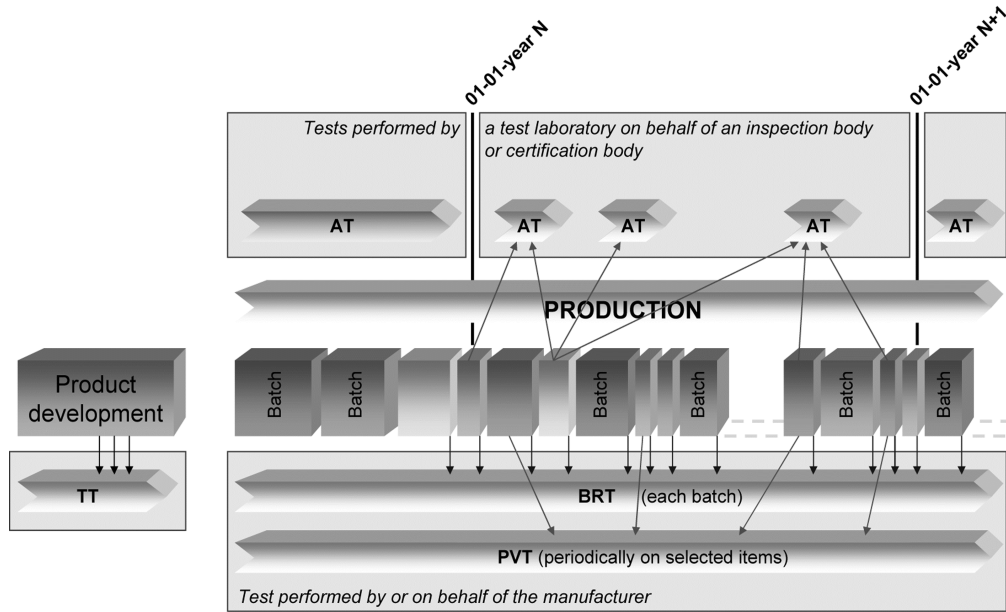 01-01-year N
01-01-year N+1
Tests performed by
a test laboratory on behalf of an inspection body
or certification body
AT
AT
AT
AT
AT
PRODUCTION
Product
development
Batch
Batch
Batch
Batch
Batch
Batch
TT
BRT (each batch)
PVT (periodically on selected items)
Test performed by or on behalf of the manufacturer